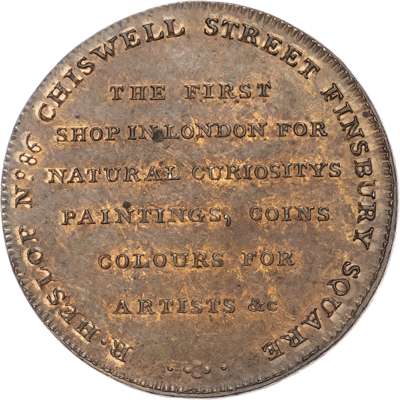 R. HESLOP Nº 86 CHISWELL STREET FINSBURY SQUARE
THE FIRST
SHOP IN LONDON FOR
NATURAL CURIOSITYS
PAINTINGS, COINS
COLOURS FOR
ARTISTS &c